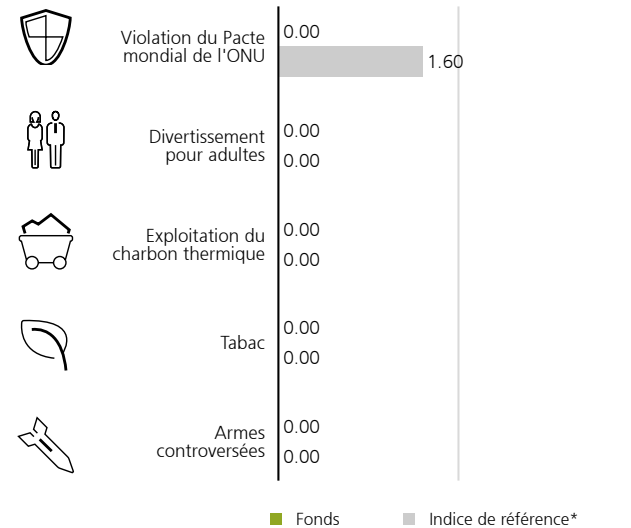 Violation du Pacte
mondial de l'ONU
0.00
1.60
Divertissement
pour adultes
0.00
0.00
Exploitation du
charbon thermique
0.00
0.00
Tabac
0.00
0.00
Armes
controversées
0.00
0.00
Fonds
Indice de référence*